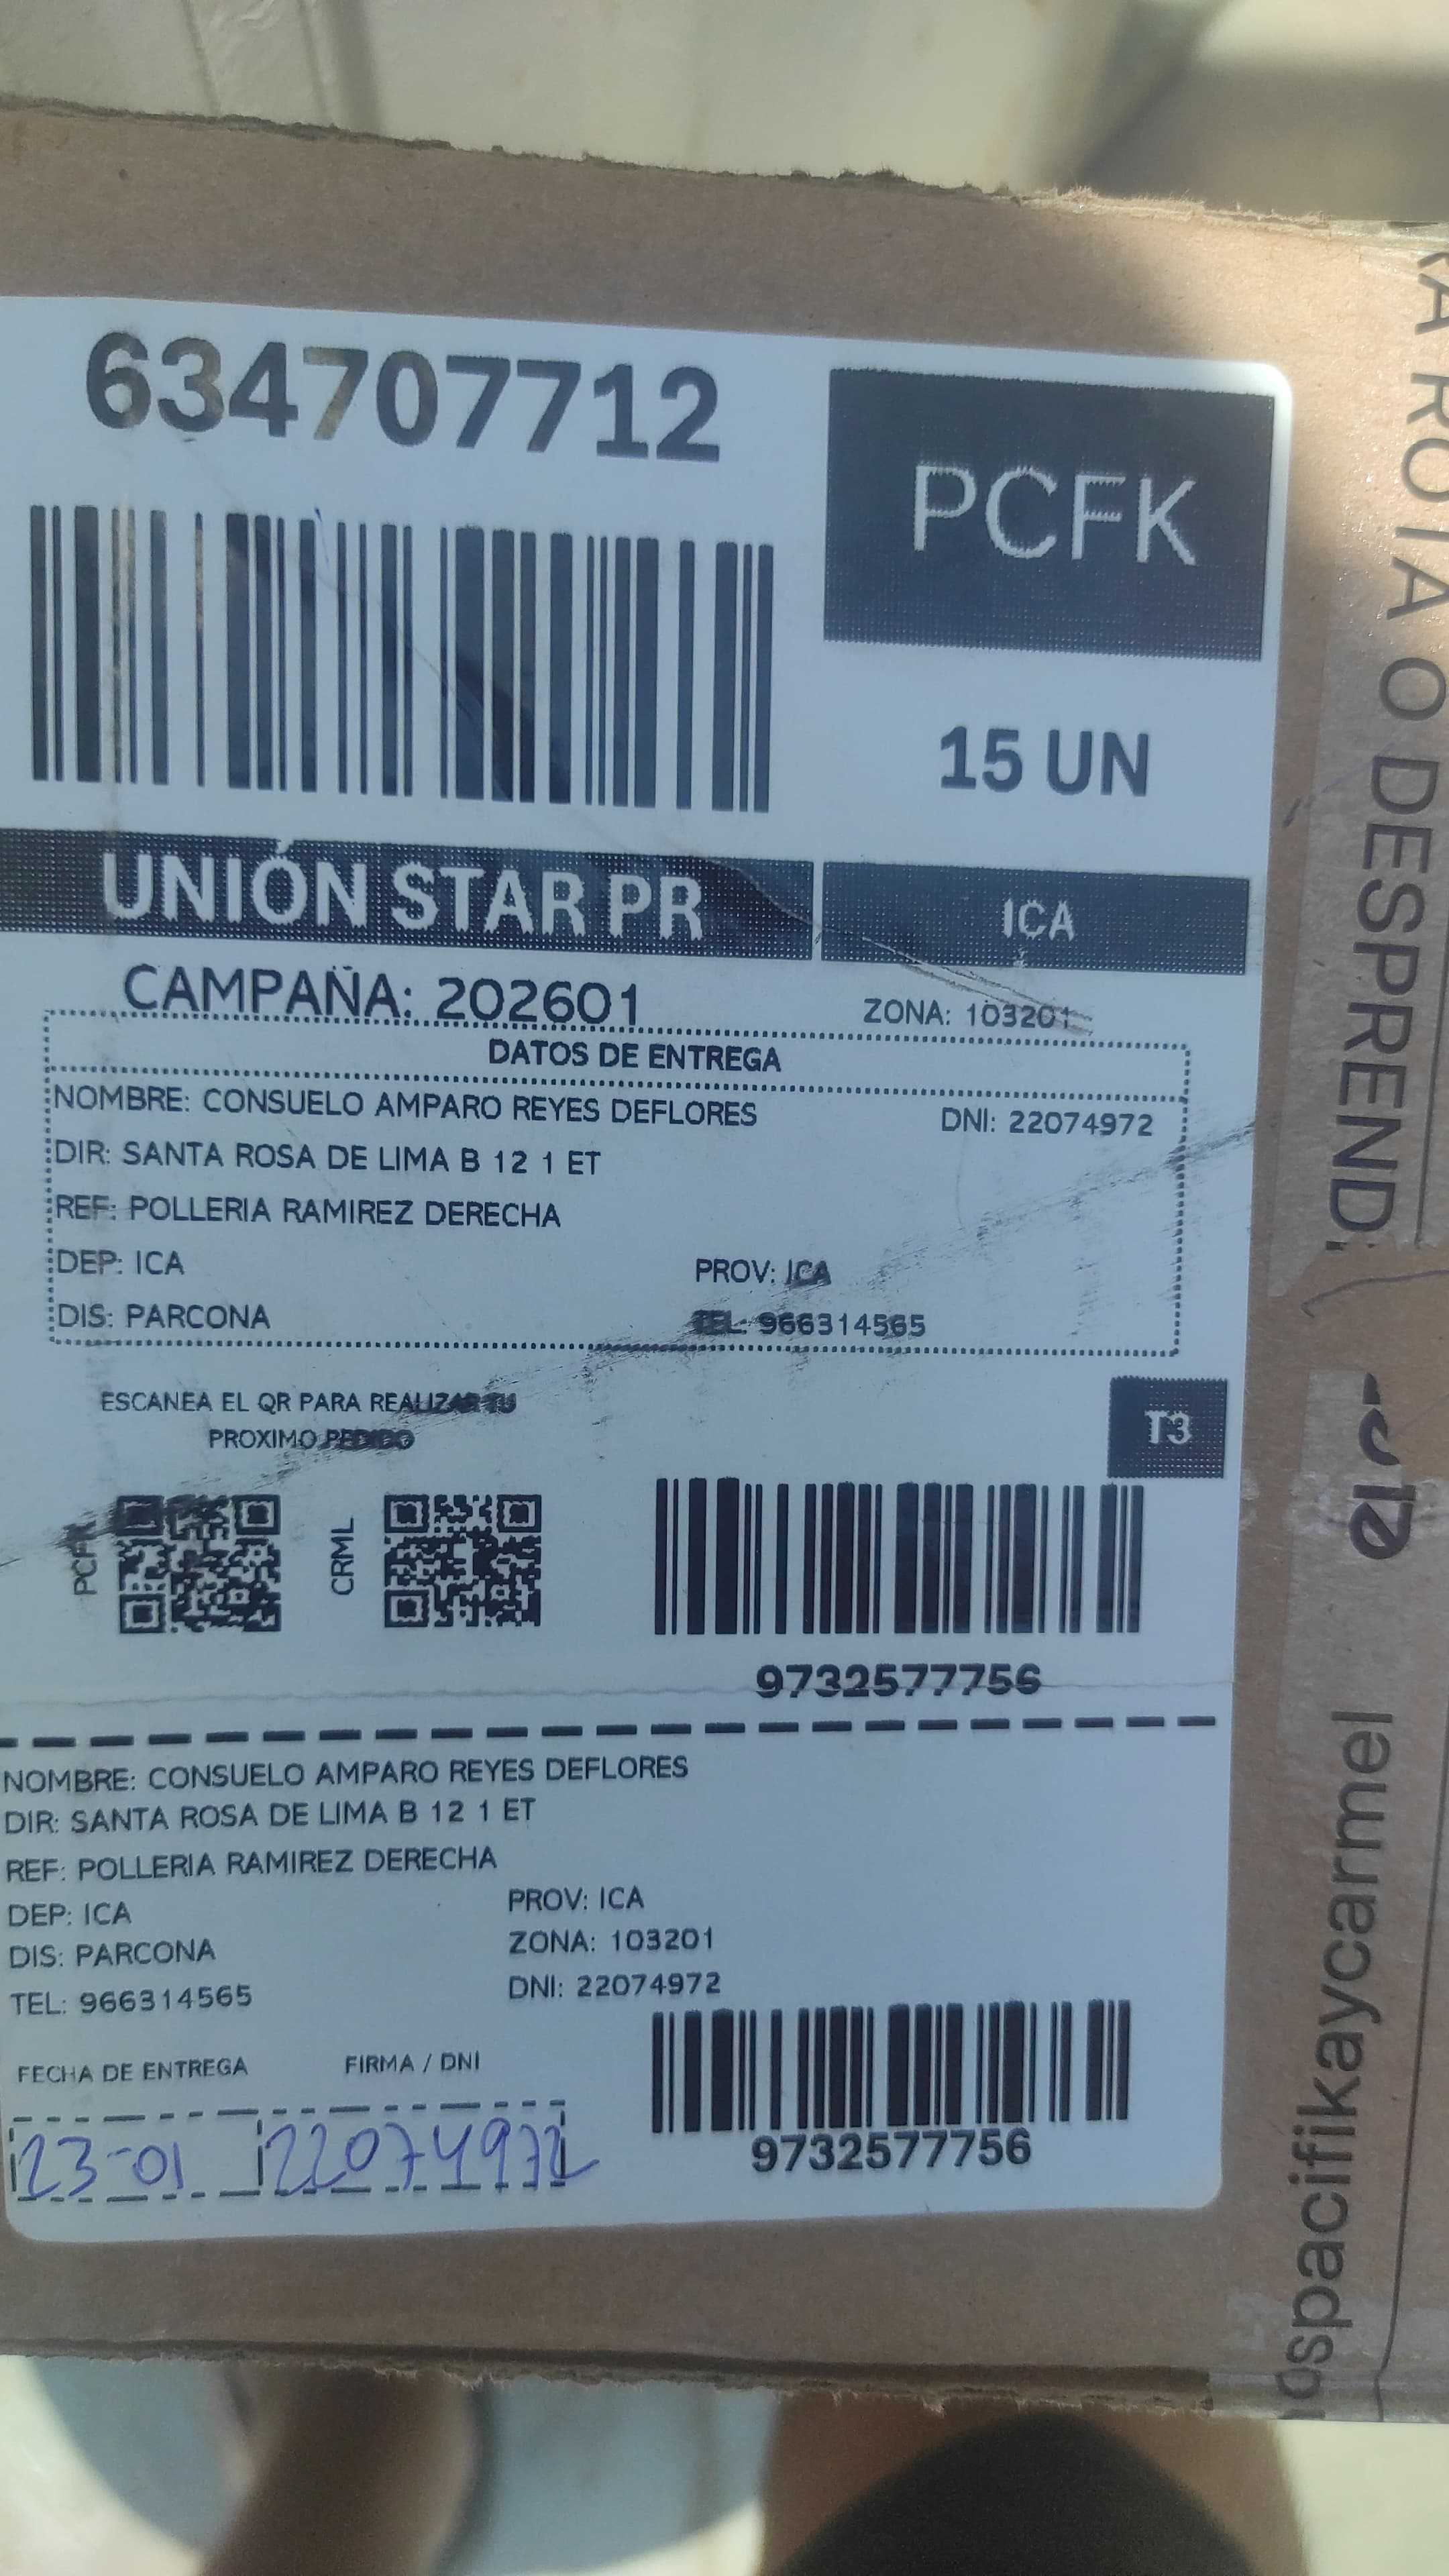 634707712
PCFK
15 UN
UNIÓN STAR PR
ICA
CAMPAÑA: 202601
ZONA: 103201
DATOS DE ENTREGA
NOMBRE: CONSUELO AMPARO REYES DEFLORES
DNI: 22074972
DIR: SANTA ROSA DE LIMA B 12 1 ET
REF: POLLERIA RAMIREZ DERECHA
DEP: ICA
PROV: ICA
DIS: PARCONA
TEL: 966314565
ESCANEA EL QR PARA REALIZAR TU
PROXIMO PEDIDO
T3
PCFK
CRML
9732577756
NOMBRE: CONSUELO AMPARO REYES DEFLORES
DIR: SANTA ROSA DE LIMA B 12 1 ET
REF: POLLERIA RAMIREZ DERECHA
DEP: ICA
PROV: ICA
DIS: PARCONA
ZONA: 103201
TEL: 966314565
DNI: 22074972
FECHA DE ENTREGA
FIRMA / DNI
23-01
22074972
9732577756
ROTA O DESPREND
ospacifikaycarmel